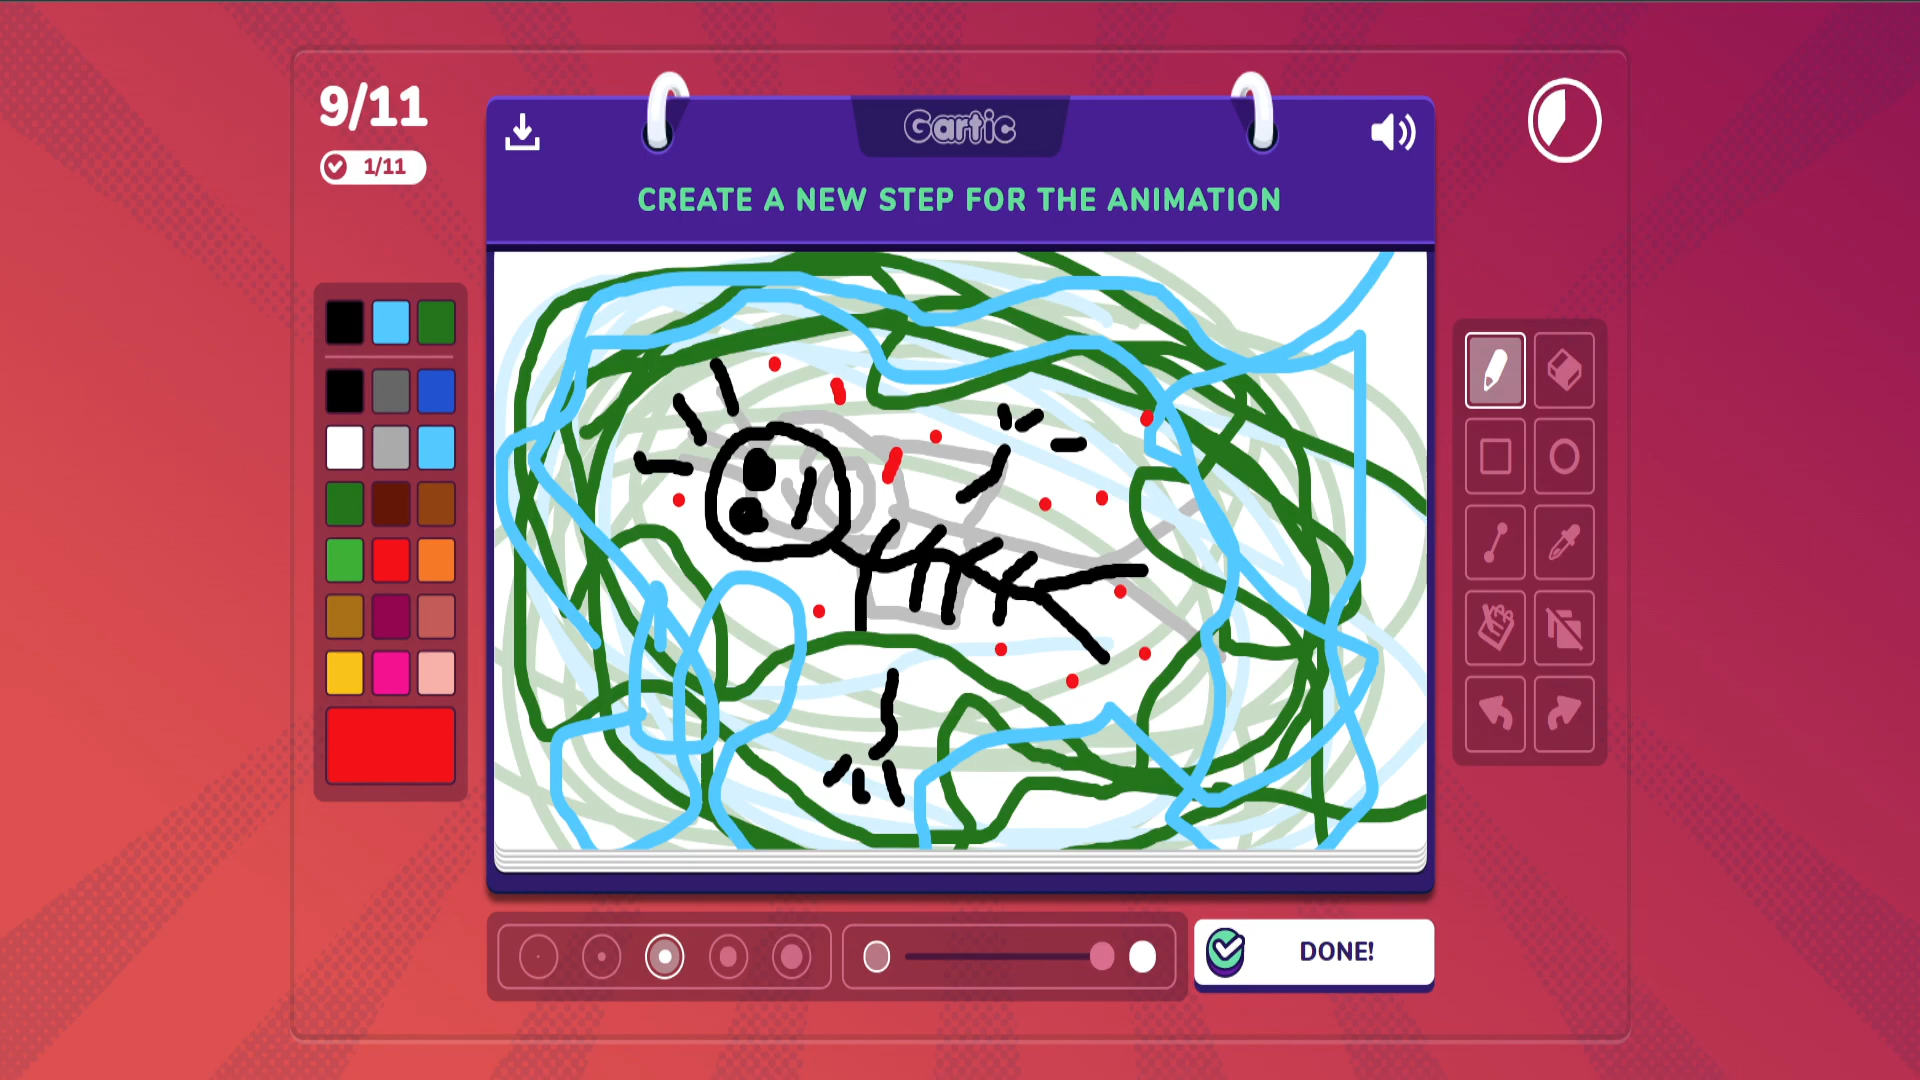 9/11
1/11
Gartic
CREATE A NEW STEP FOR THE ANIMATION
DONE!